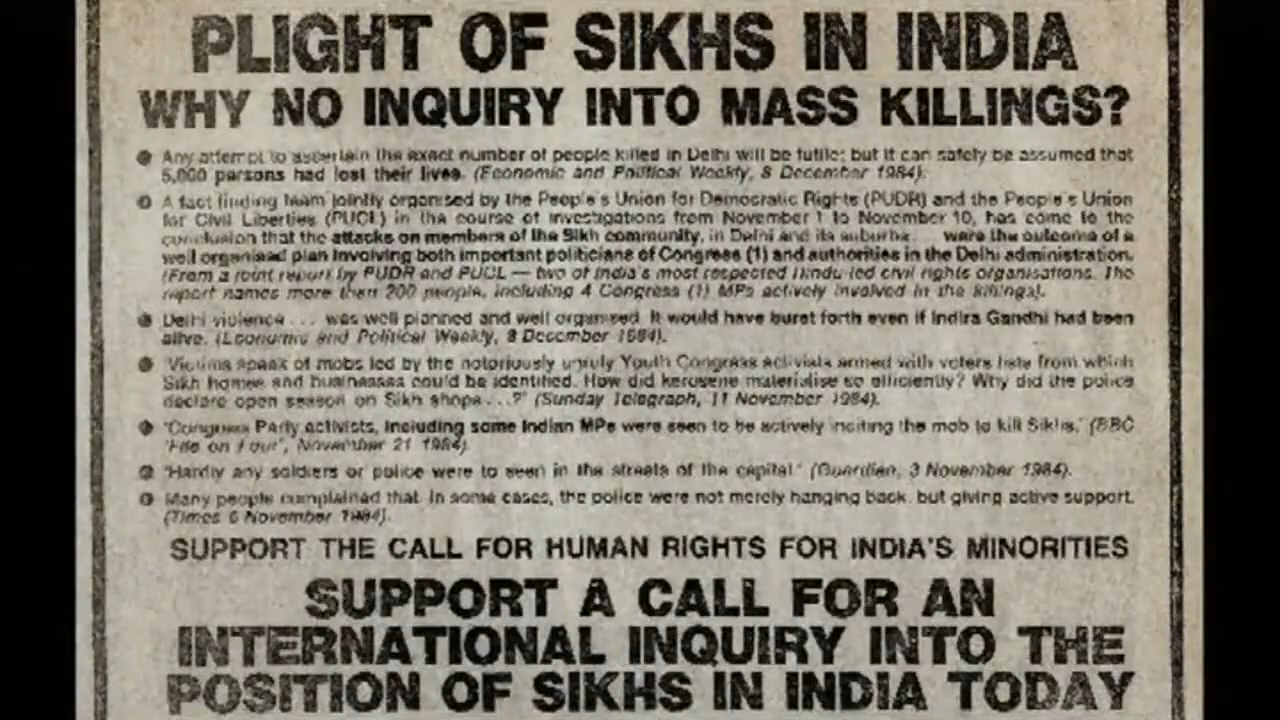 PLIGHT OF SIKHS IN INDIA
WHY NO INQUIRY INTO MASS KILLINGS?
● Any attempt to ascertain the exact number of people killed in Delhi will be futile: but it can safely be assumed that
5,000 persons had lost their lives. (Economic and Political Weekly, 8 December 1984).
● A fact finding team jointly organised by the People's Union for Democratic Rights (PUDR) and the People's Union
for Civil Liberties (PUCL) in the course of investigations from November 1 to November 10, has come to the
conclusion that the attacks on members of the Sikh community, in Delhi and its suburbs ... were the outcome of a
well organised plan involving both important politicians of Congress (1) and authorities in the Delhi administration.
(From a joint report by PUDR and PUCL — two of India's most respected Hindu led civil rights organisations. The
report names more than 200 people, including 4 Congress (1) MPs actively involved in the killings).
● Delhi violence ... was well planned and well organised. It would have burst forth even if Indira Gandhi had been
alive. (Economic and Political Weekly, 8 December 1984).
● 'Victims speak of mobs led by the notoriously unruly Youth Congress activists armed with voters lists from which
Sikh homes and businesses could be identified. How did kerosene materialise so efficiently? Why did the police
declare open season on Sikh shops ...?' (Sunday Telegraph, 11 November 1984).
● 'Congress Party activists, including some Indian MPs were seen to be actively inciting the mob to kill Sikhs.' (BBC
'File on Four', November 21 1984).
● 'Hardly any soldiers or police were to seen in the streets of the capital.' (Guardian, 3 November 1984).
● Many people complained that. In some cases, the police were not merely hanging back, but giving active support.
(Times 6 November 1984).
SUPPORT THE CALL FOR HUMAN RIGHTS FOR INDIA'S MINORITIES
SUPPORT A CALL FOR AN
INTERNATIONAL INQUIRY INTO THE
POSITION OF SIKHS IN INDIA TODAY